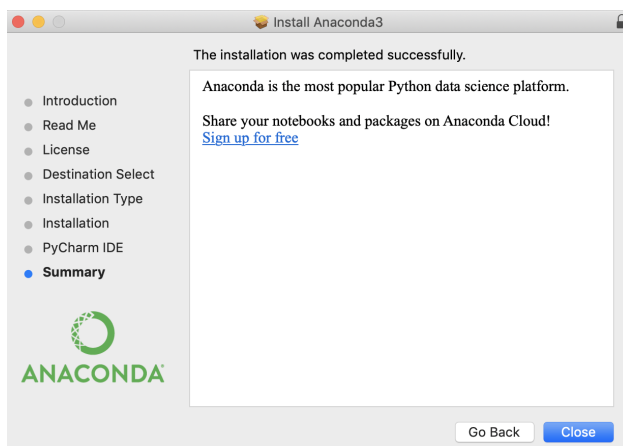 Install Anaconda3
The installation was completed successfully.
Introduction
Read Me
License
Destination Select
Installation Type
Installation
PyCharm IDE
Summary
ANACONDA
Anaconda is the most popular Python data science platform.
Share your notebooks and packages on Anaconda Cloud!
Sign up for free
Go Back
Close